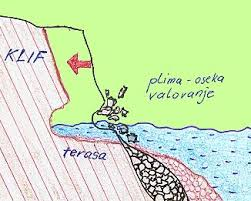 KLIF
plima - oseka
valovanje
terasa